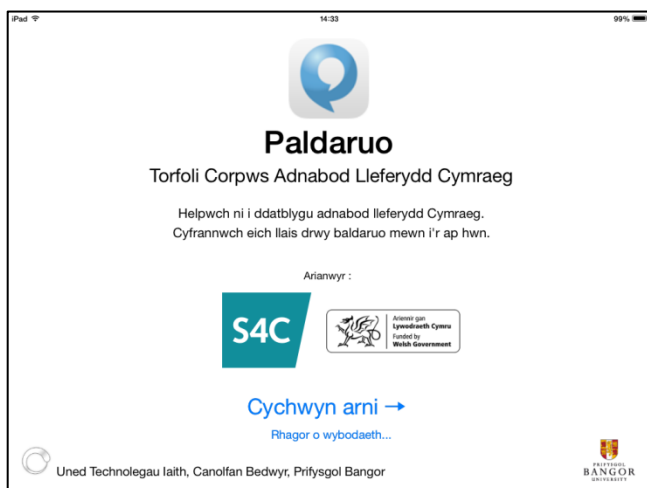 iPad 14:33 99%
Paldaruo
Torfoli Corpws Adnabod Lleferydd Cymraeg
Helpwch ni i ddatblygu adnabod lleferydd Cymraeg.
Cyfrannwch eich llais drwy baldaruo mewn i'r ap hwn.
Arianwyr :
S4C
Ariennir gan
Lywodraeth Cymru
Funded by
Welsh Government
Cychwyn arni →
Rhagor o wybodaeth...
Uned Technolegau Iaith, Canolfan Bedwyr, Prifysgol Bangor
PRIFYSGOL
BANGOR
UNIVERSITY